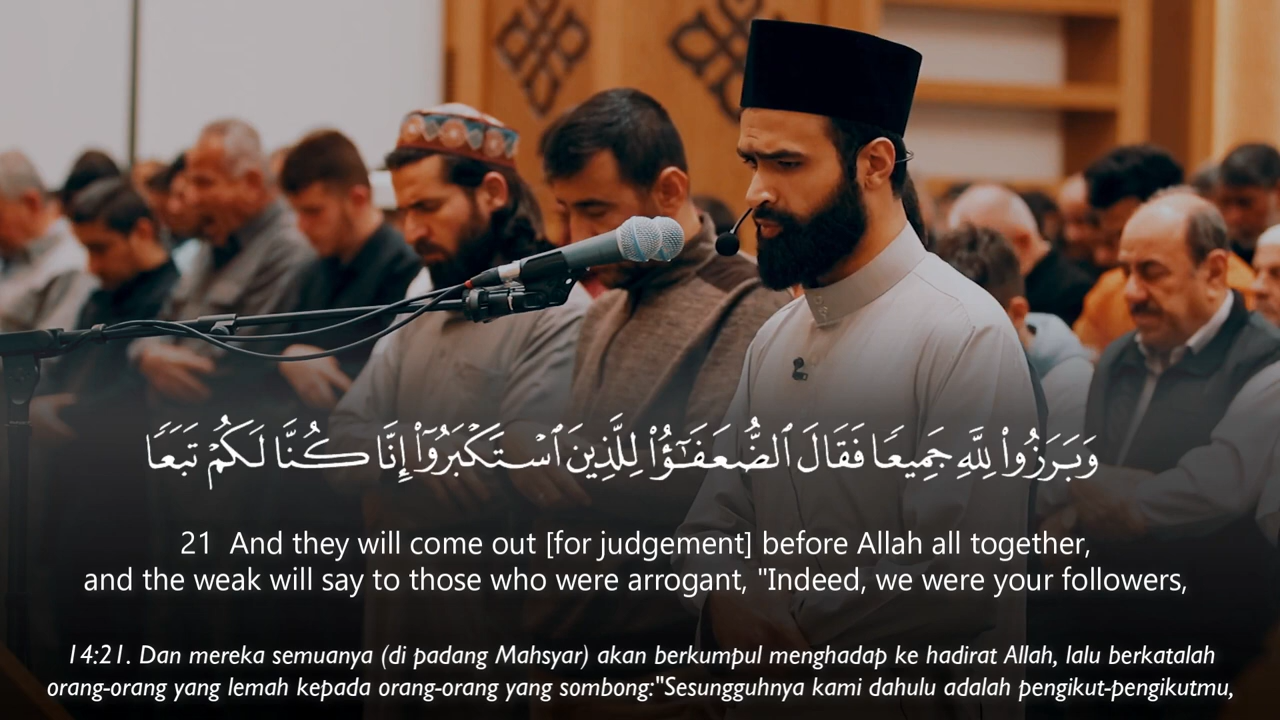 وَبَرَزُوا۟ لِلَّهِ جَمِيعًا فَقَالَ ٱلضُّعَفَـٰٓؤُا۟ لِلَّذِينَ ٱسْتَكْبَرُوٓا۟ إِنَّا كُنَّا لَكُمْ تَبَعًا
21 And they will come out [for judgement] before Allah all together,
and the weak will say to those who were arrogant, "Indeed, we were your followers,
14:21. Dan mereka semuanya (di padang Mahsyar) akan berkumpul menghadap ke hadirat Allah, lalu berkatalah
orang-orang yang lemah kepada orang-orang yang sombong:"Sesungguhnya kami dahulu adalah pengikut-pengikutmu,